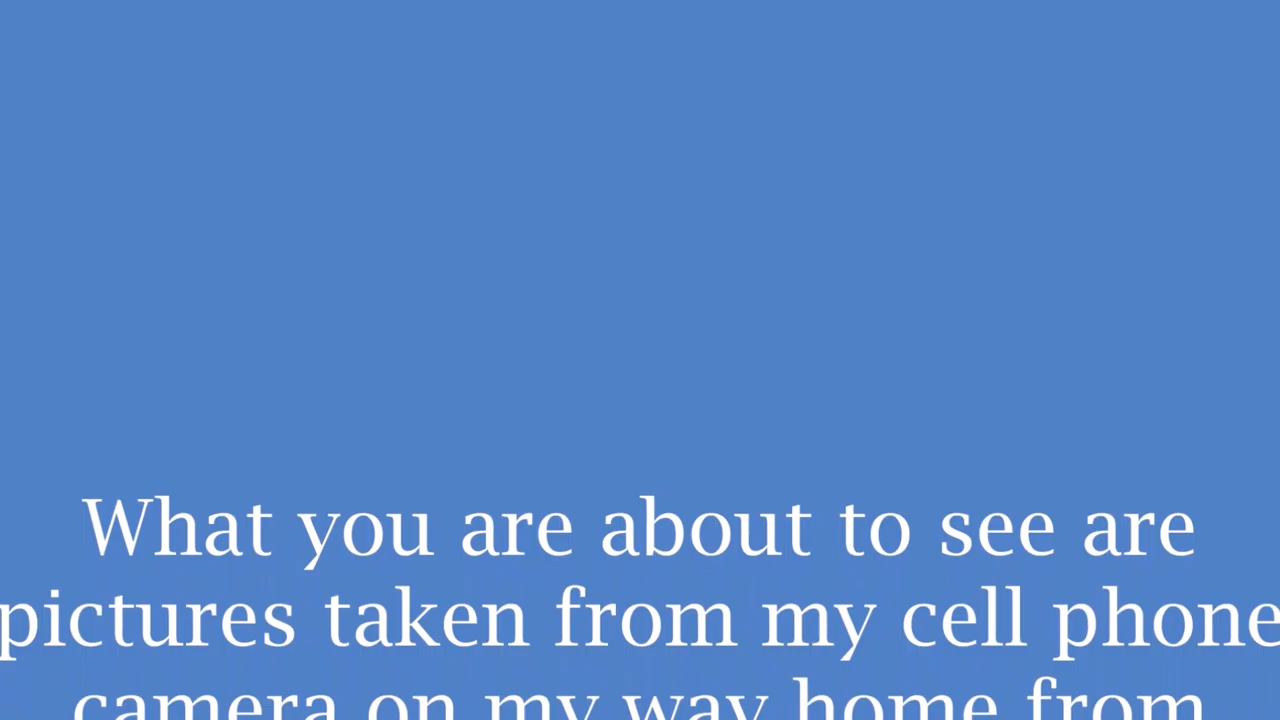 What you are about to see are
pictures taken from my cell phone
camera on my way home from